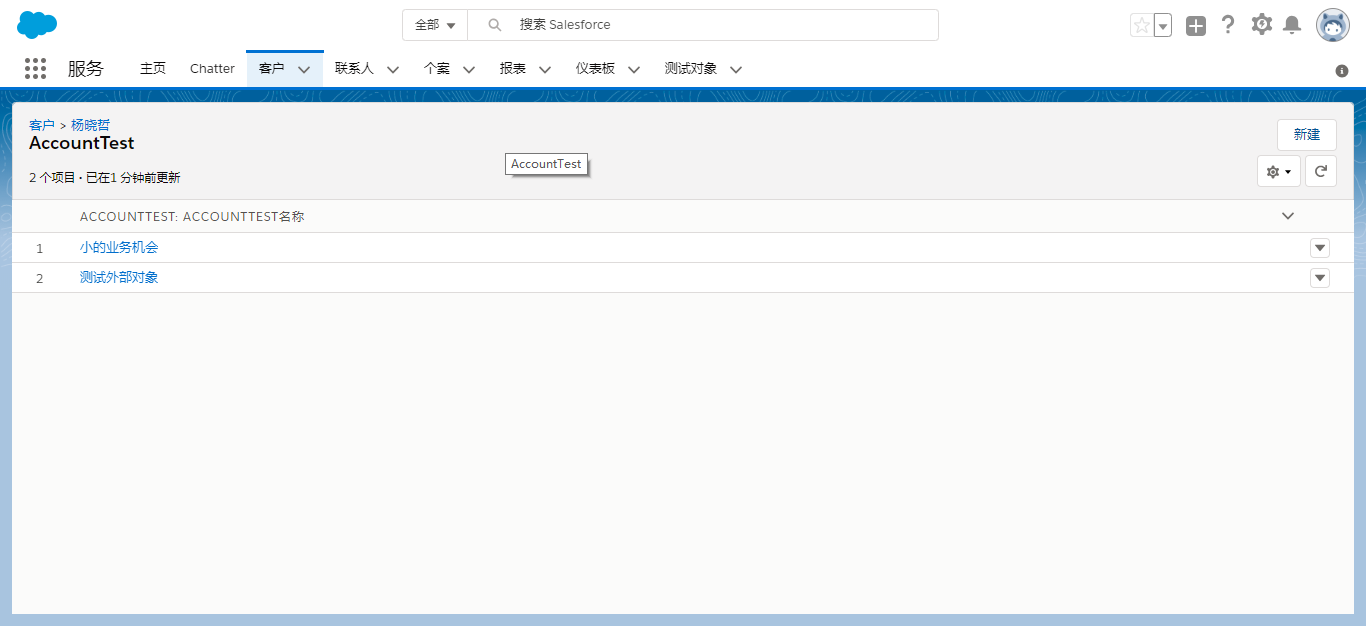 全部 搜索 Salesforce
服务 主页 Chatter 客户 联系人 个案 报表 仪表板 测试对象
客户 > 杨晓哲
AccountTest
新建
AccountTest
2 个项目 • 已在1 分钟前更新
ACCOUNTTEST: ACCOUNTTEST名称
1 小的业务机会
2 测试外部对象